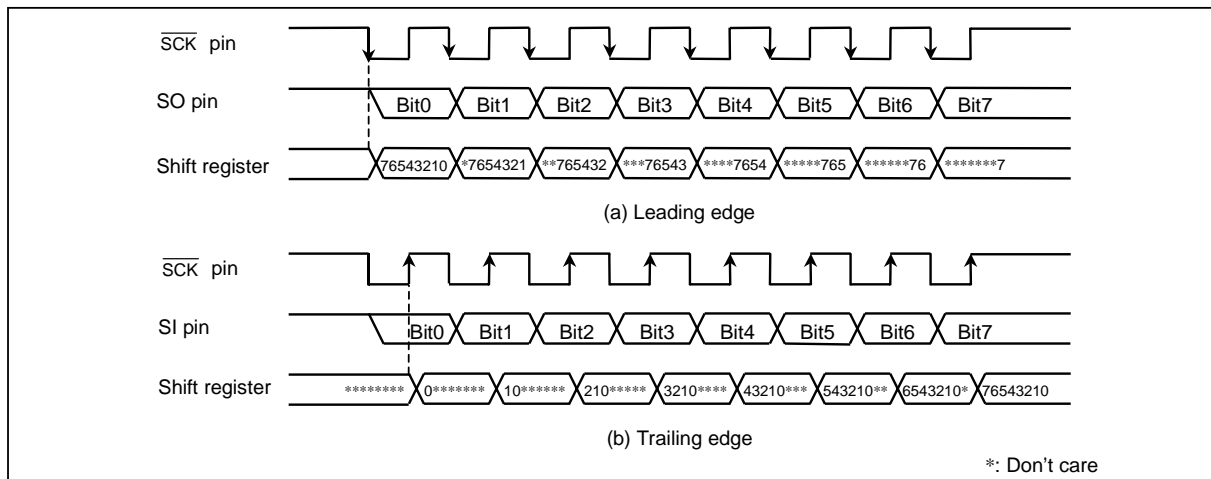 SCK pin
SO pin Bit0 Bit1 Bit2 Bit3 Bit4 Bit5 Bit6 Bit7
Shift register 76543210 *7654321 **765432 ***76543 ****7654 *****765 ******76 *******7
(a) Leading edge
SCK pin
SI pin Bit0 Bit1 Bit2 Bit3 Bit4 Bit5 Bit6 Bit7
Shift register ******** 0******* 10****** 210***** 3210**** 43210*** 543210** 6543210* 76543210
(b) Trailing edge
*: Don't care